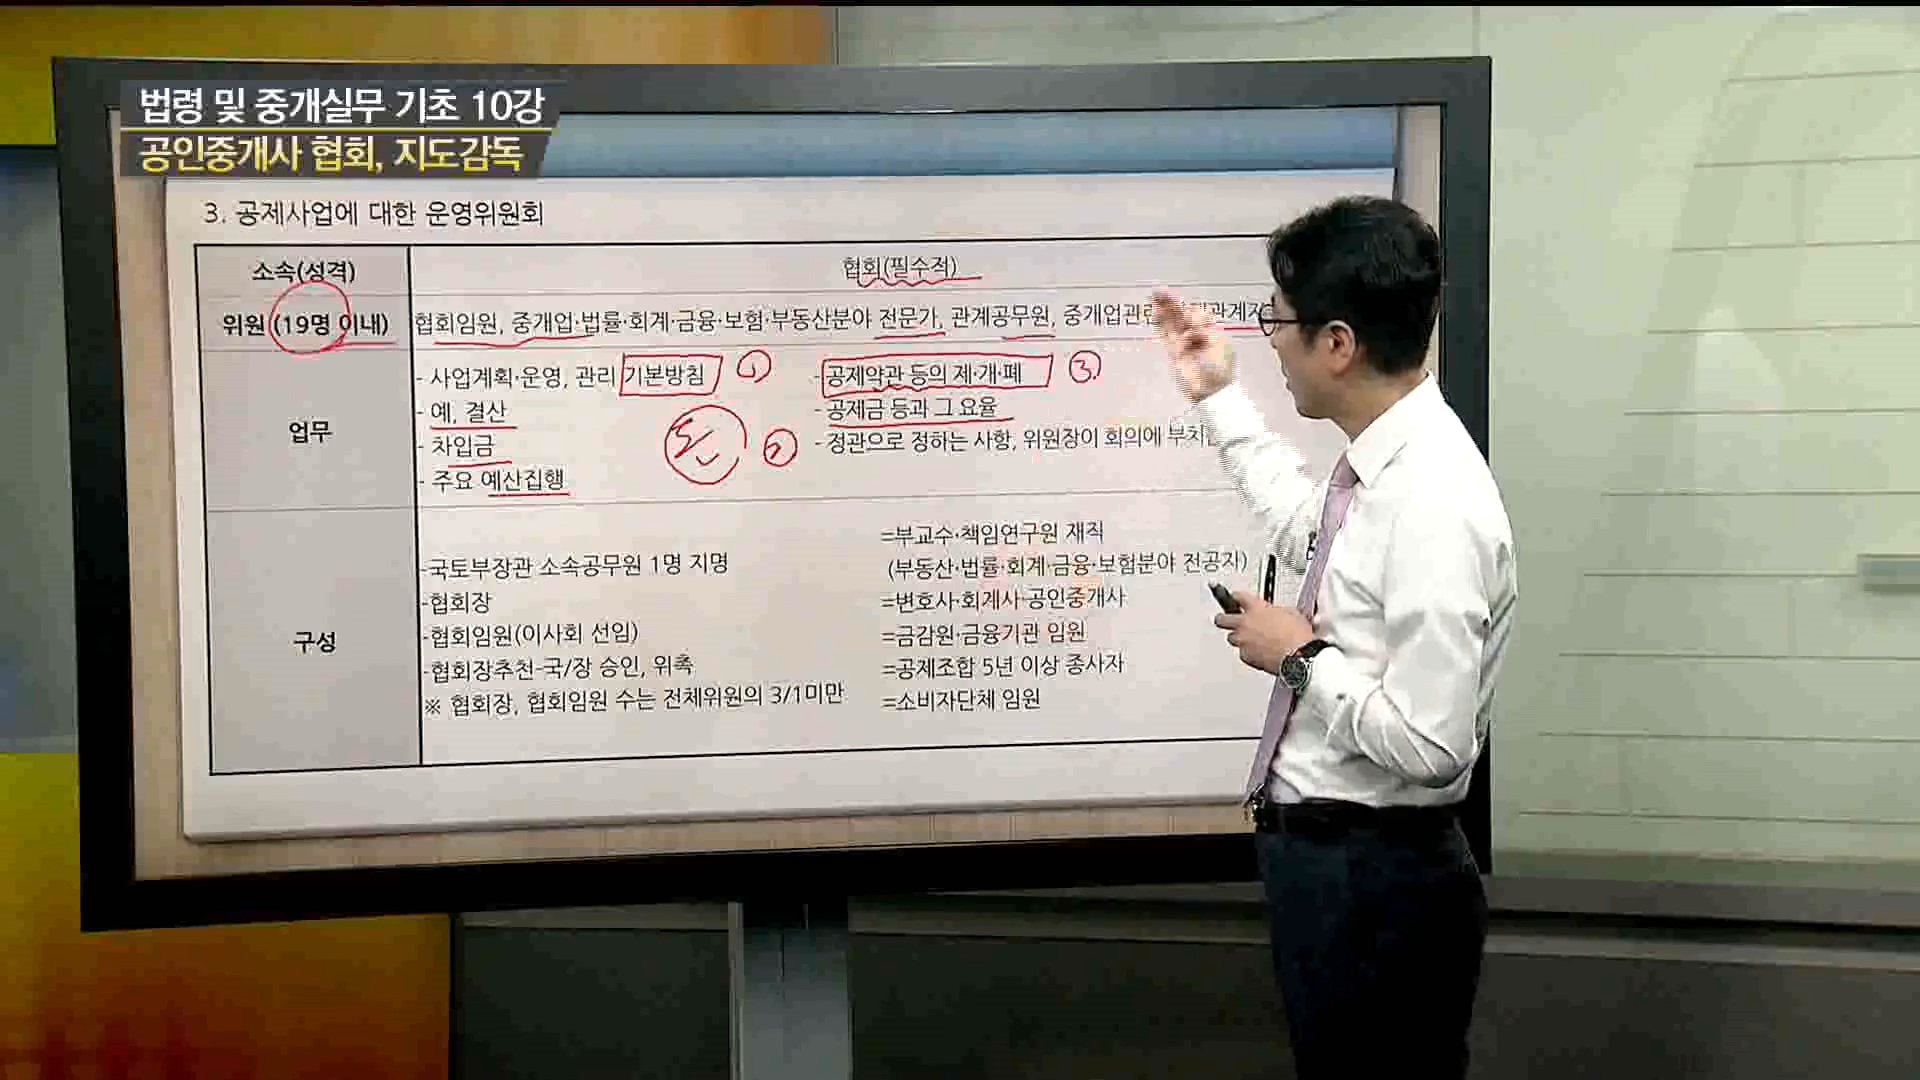 법령 및 중개실무 기초 10강
공인중개사 협회, 지도감독
3. 공제사업에 대한 운영위원회
소속(성격)
협회(필수적)
위원 (19명 이내)
협회임원, 중개업·법률·회계·금융·보험·부동산분야 전문가, 관계공무원, 중개업관련
업무
- 사업계획·운영, 관리 기본방침 ①
- 예, 결산
- 차입금
- 주요 예산집행
돈 ②
- 공제약관 등의 제·개·폐 ③
- 공제금 등과 그 요율
- 정관으로 정하는 사항, 위원장이 회의에
구성
-국토부장관 소속공무원 1명 지명
-협회장
-협회임원(이사회 선임)
-협회장추천-국/장 승인, 위촉
※ 협회장, 협회임원 수는 전체위원의 3/1미만
=부교수·책임연구원 재직
(부동산·법률·회계·금융·보험분야 전공자)
=변호사·회계사·공인중개사
=금감원·금융기관 임원
=공제조합 5년 이상 종사자
=소비자단체 임원